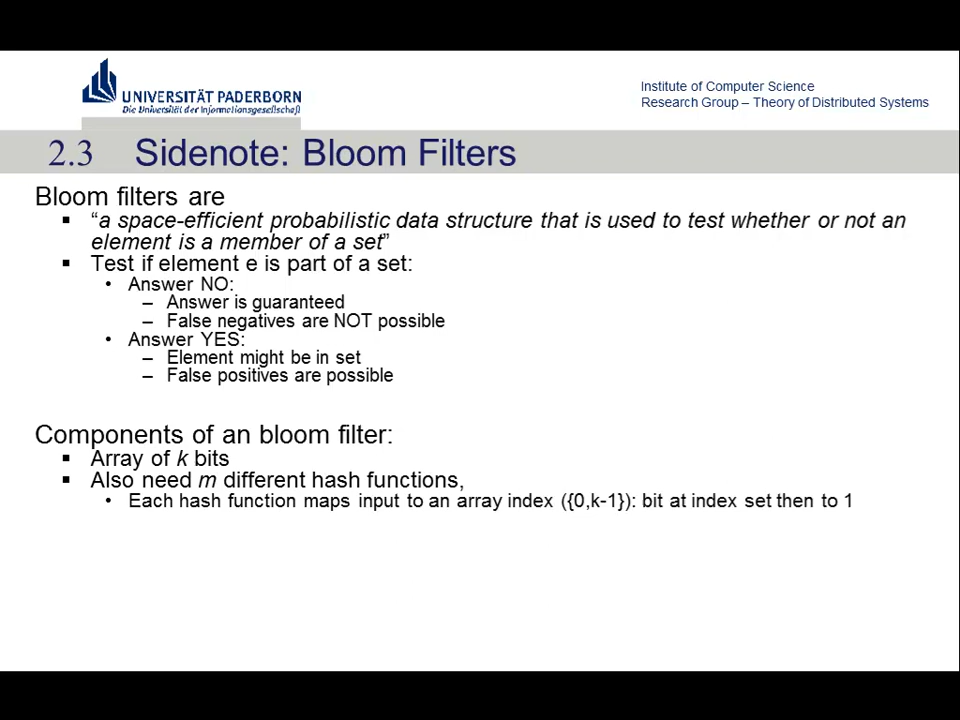 UNIVERSITÄT PADERBORN
Die Universität der Informationsgesellschaft
Institute of Computer Science
Research Group – Theory of Distributed Systems
2.3 Sidenote: Bloom Filters
Bloom filters are
▪ “a space-efficient probabilistic data structure that is used to test whether or not an
element is a member of a set”
▪ Test if element e is part of a set:
• Answer NO:
– Answer is guaranteed
– False negatives are NOT possible
• Answer YES:
– Element might be in set
– False positives are possible
Components of an bloom filter:
▪ Array of k bits
▪ Also need m different hash functions,
• Each hash function maps input to an array index ({0,k-1}): bit at index set then to 1